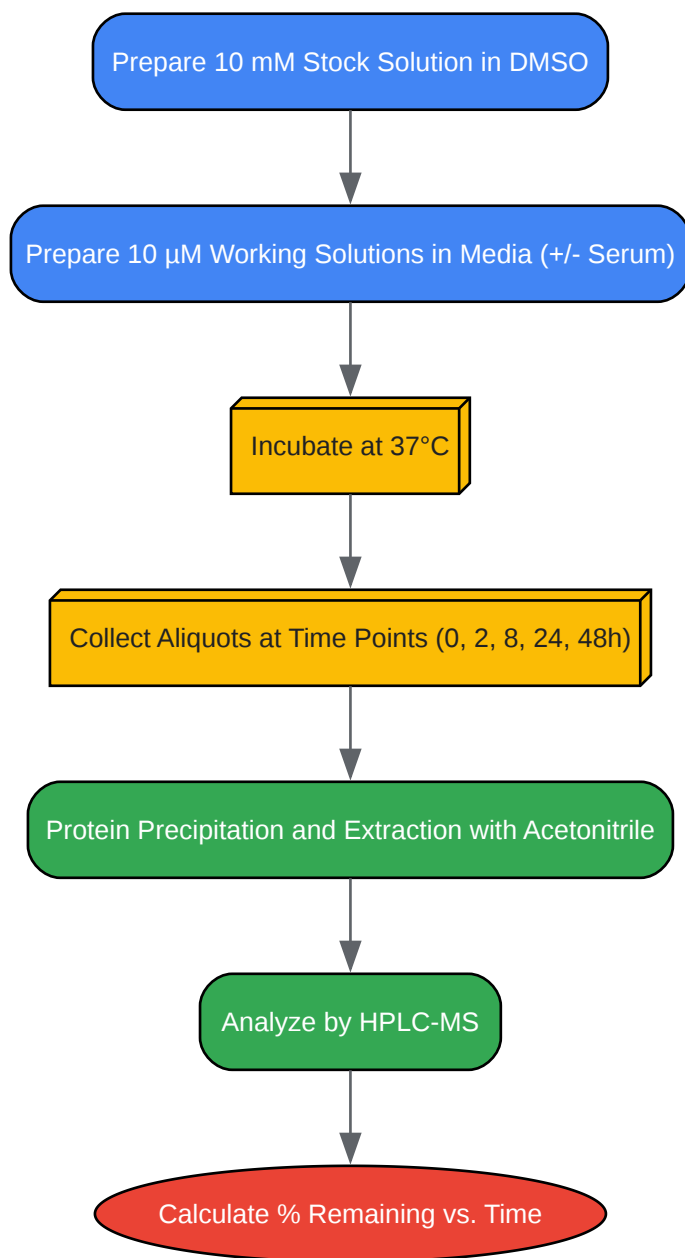 Prepare 10 mM Stock Solution in DMSO
Prepare 10 µM Working Solutions in Media (+/- Serum)
Incubate at 37°C
Collect Aliquots at Time Points (0, 2, 8, 24, 48h)
Protein Precipitation and Extraction with Acetonitrile
Analyze by HPLC-MS
Calculate % Remaining vs. Time